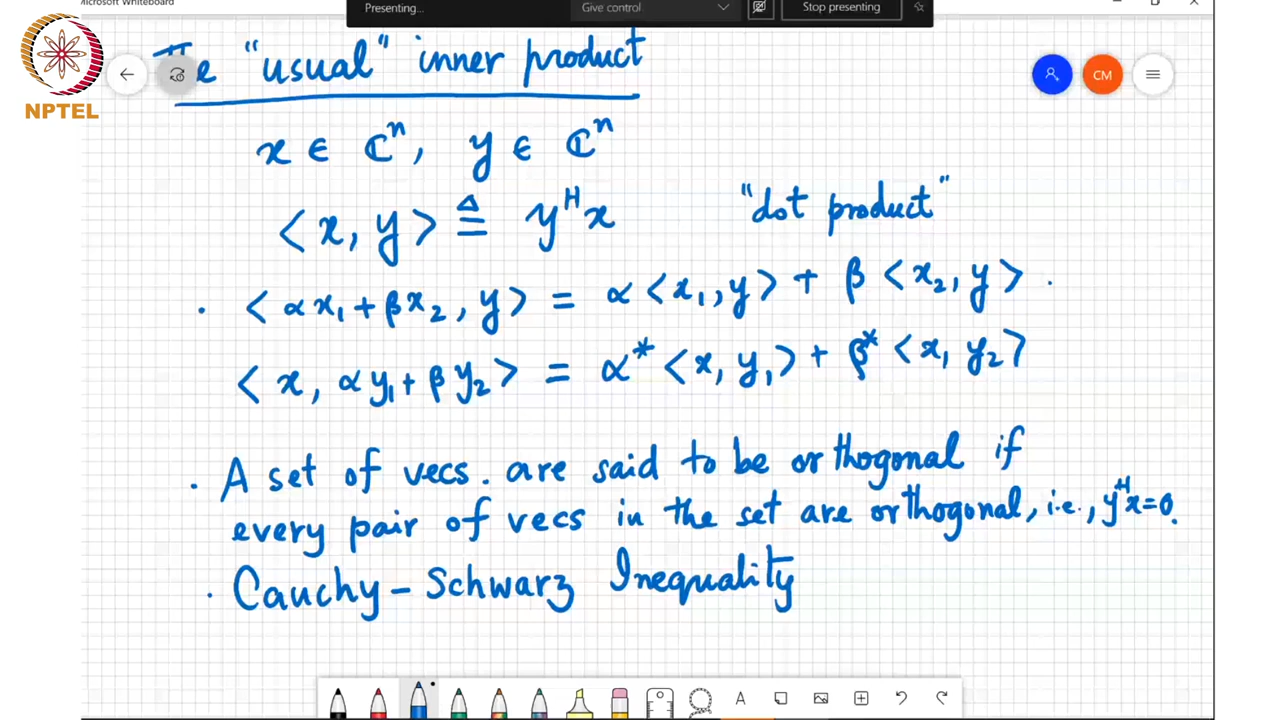 Microsoft Whiteboard
Presenting...
Give control
Stop presenting
NPTEL
CM
The "usual" inner product
x ∈ ℂⁿ, y ∈ ℂⁿ
<x, y> ≜ yᴴx "dot product"
. <αx₁ + βx₂, y> = α<x₁, y> + β<x₂, y> .
<x, αy₁ + βy₂> = α*<x, y₁> + β*<x, y₂>
. A set of vecs. are said to be orthogonal if
every pair of vecs in the set are orthogonal, i.e., yᴴx=0.
. Cauchy - Schwarz Inequality
A